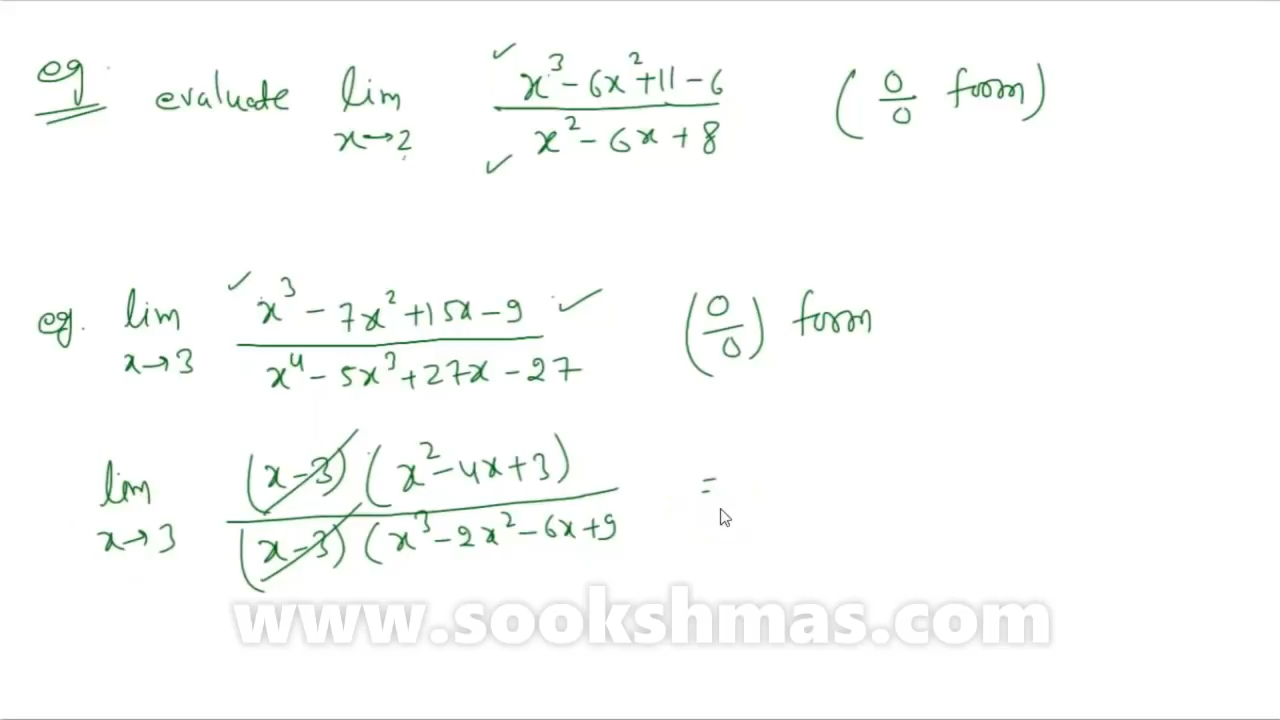 eg evaluate lim x→2 (x³ - 6x² + 11 - 6) / (x² - 6x + 8) (0/0 form)
eg. lim x→3 (x³ - 7x² + 15x - 9) / (x⁴ - 5x³ + 27x - 27) (0/0) form
lim x→3 (x-3) (x² - 4x + 3) / (x-3) (x³ - 2x² - 6x + 9 =
www.sookshmas.com